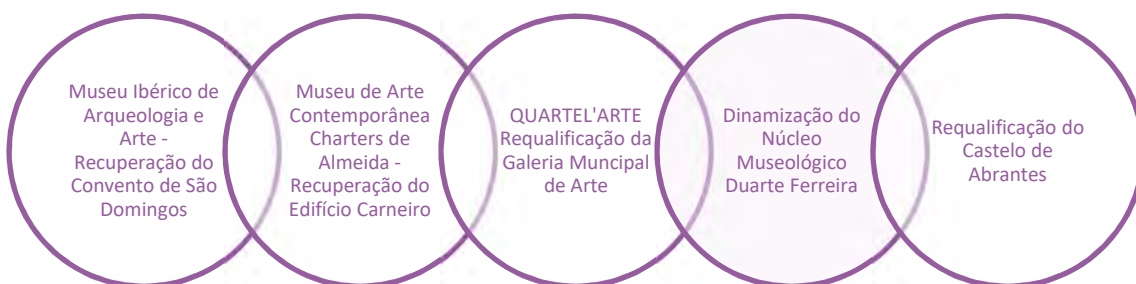 Museu Ibérico de
Arqueologia e
Arte -
Recuperação do
Convento de São
Domingos
Museu de Arte
Contemporânea
Charters de
Almeida -
Recuperação do
Edifício Carneiro
QUARTEL'ARTE
Requalificação da
Galeria Muncipal
de Arte
Dinamização do
Núcleo
Museológico
Duarte Ferreira
Requalificação do
Castelo de
Abrantes